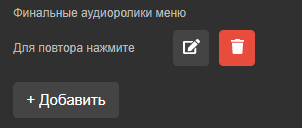 Финальные аудиоролики меню
Для повтора нажмите
+ Добавить